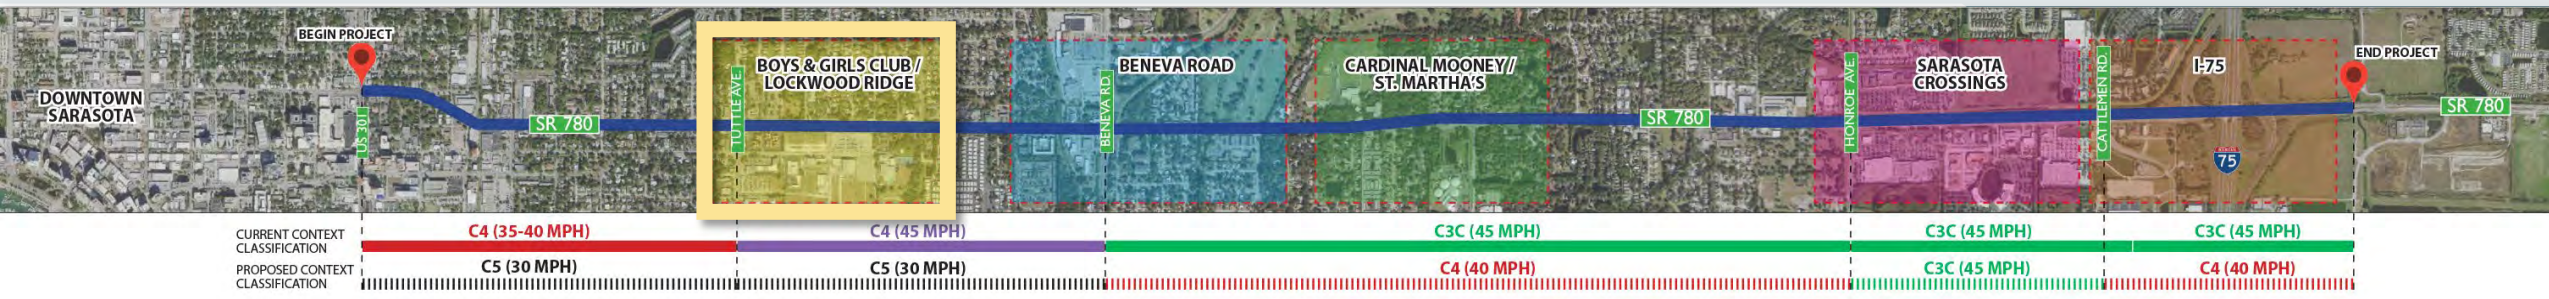 BEGIN PROJECT
END PROJECT
DOWNTOWN
SARASOTA
US 301
SR 780
TUTTLE AVE.
BOYS & GIRLS CLUB /
LOCKWOOD RIDGE
BENEVA RD.
BENEVA ROAD
CARDINAL MOONEY /
ST. MARTHA'S
SR 780
HONROE AVE.
SARASOTA
CROSSINGS
CATTLEMEN RD.
I-75
75
SR 780
CURRENT CONTEXT
CLASSIFICATION
C4 (35-40 MPH)
C4 (45 MPH)
C3C (45 MPH)
C3C (45 MPH)
C3C (45 MPH)
PROPOSED CONTEXT
CLASSIFICATION
C5 (30 MPH)
C5 (30 MPH)
C4 (40 MPH)
C3C (45 MPH)
C4 (40 MPH)